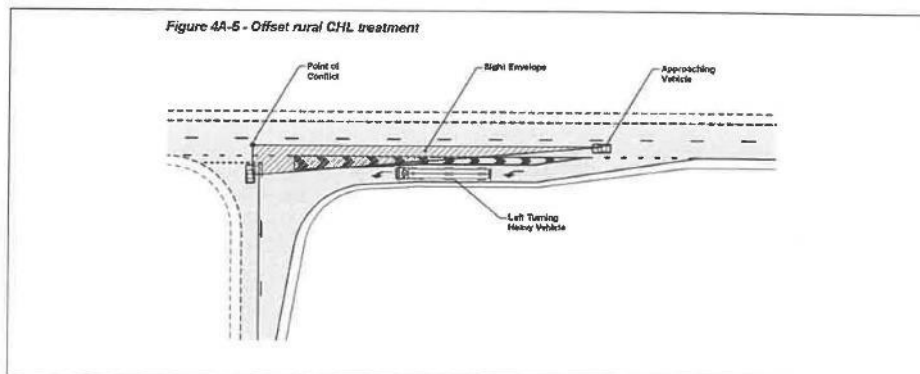 Figure 4A-5 - Offset rural CHL treatment
Point of
Conflict
Sight Envelope
Approaching
Vehicle
Left Turning
Heavy Vehicle